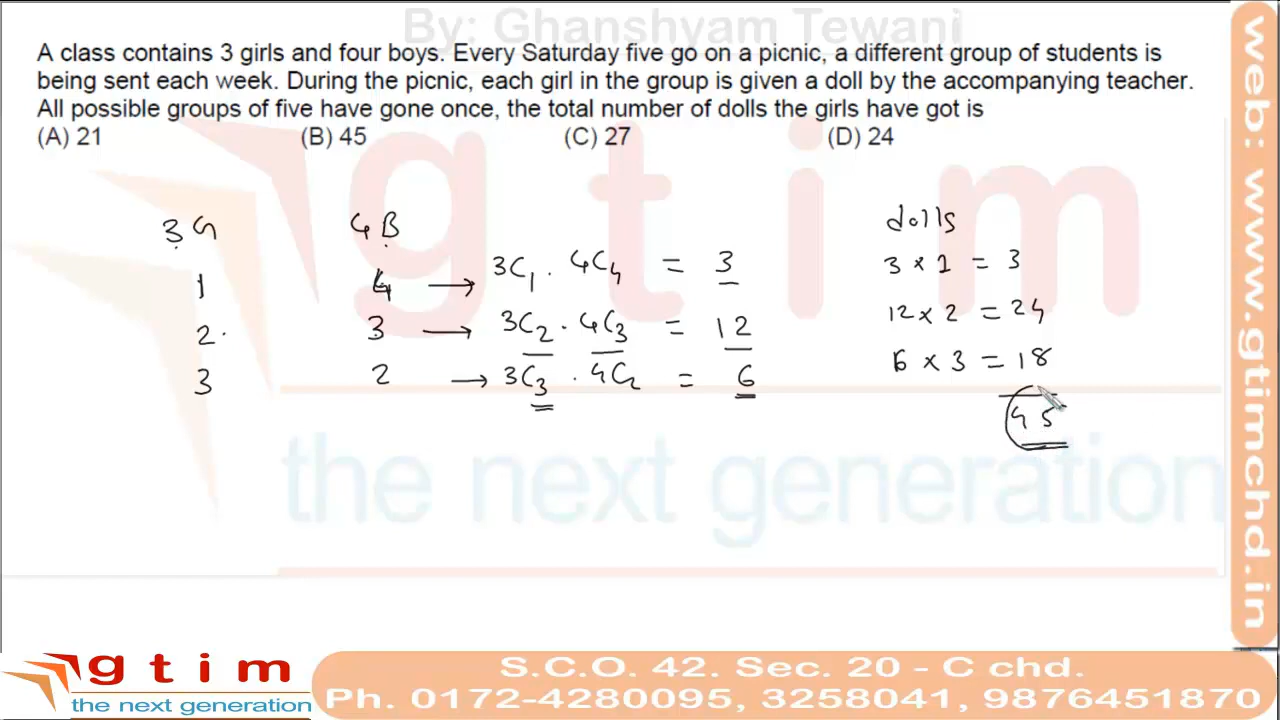 By: Ghanshyam Tewani
A class contains 3 girls and four boys. Every Saturday five go on a picnic, a different group of students is
being sent each week. During the picnic, each girl in the group is given a doll by the accompanying teacher.
All possible groups of five have gone once, the total number of dolls the girls have got is
(A) 21 (B) 45 (C) 27 (D) 24
3G 4B dolls
1 4 → 3C1 . 4C4 = 3 3 × 1 = 3
2 3 → 3C2 . 4C3 = 12 12 × 2 = 24
3 2 → 3C3 . 4C2 = 6 6 × 3 = 18
45
gtim
the next generation
web: www.gtimchd.in
gtim
the next generation
S.C.O. 42. Sec. 20 - C chd.
Ph. 0172-4280095, 3258041, 9876451870